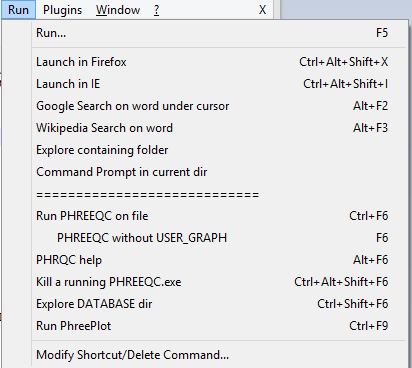 Run Plugins Window ? X
Run... F5
Launch in Firefox Ctrl+Alt+Shift+X
Launch in IE Ctrl+Alt+Shift+I
Google Search on word under cursor Alt+F2
Wikipedia Search on word Alt+F3
Explore containing folder
Command Prompt in current dir
============================
Run PHREEQC on file Ctrl+F6
PHREEQC without USER_GRAPH F6
PHRQC help Alt+F6
Kill a running PHREEQC.exe Ctrl+Alt+Shift+F6
Explore DATABASE dir Ctrl+Shift+F6
Run PhreePlot Ctrl+F9
Modify Shortcut/Delete Command...